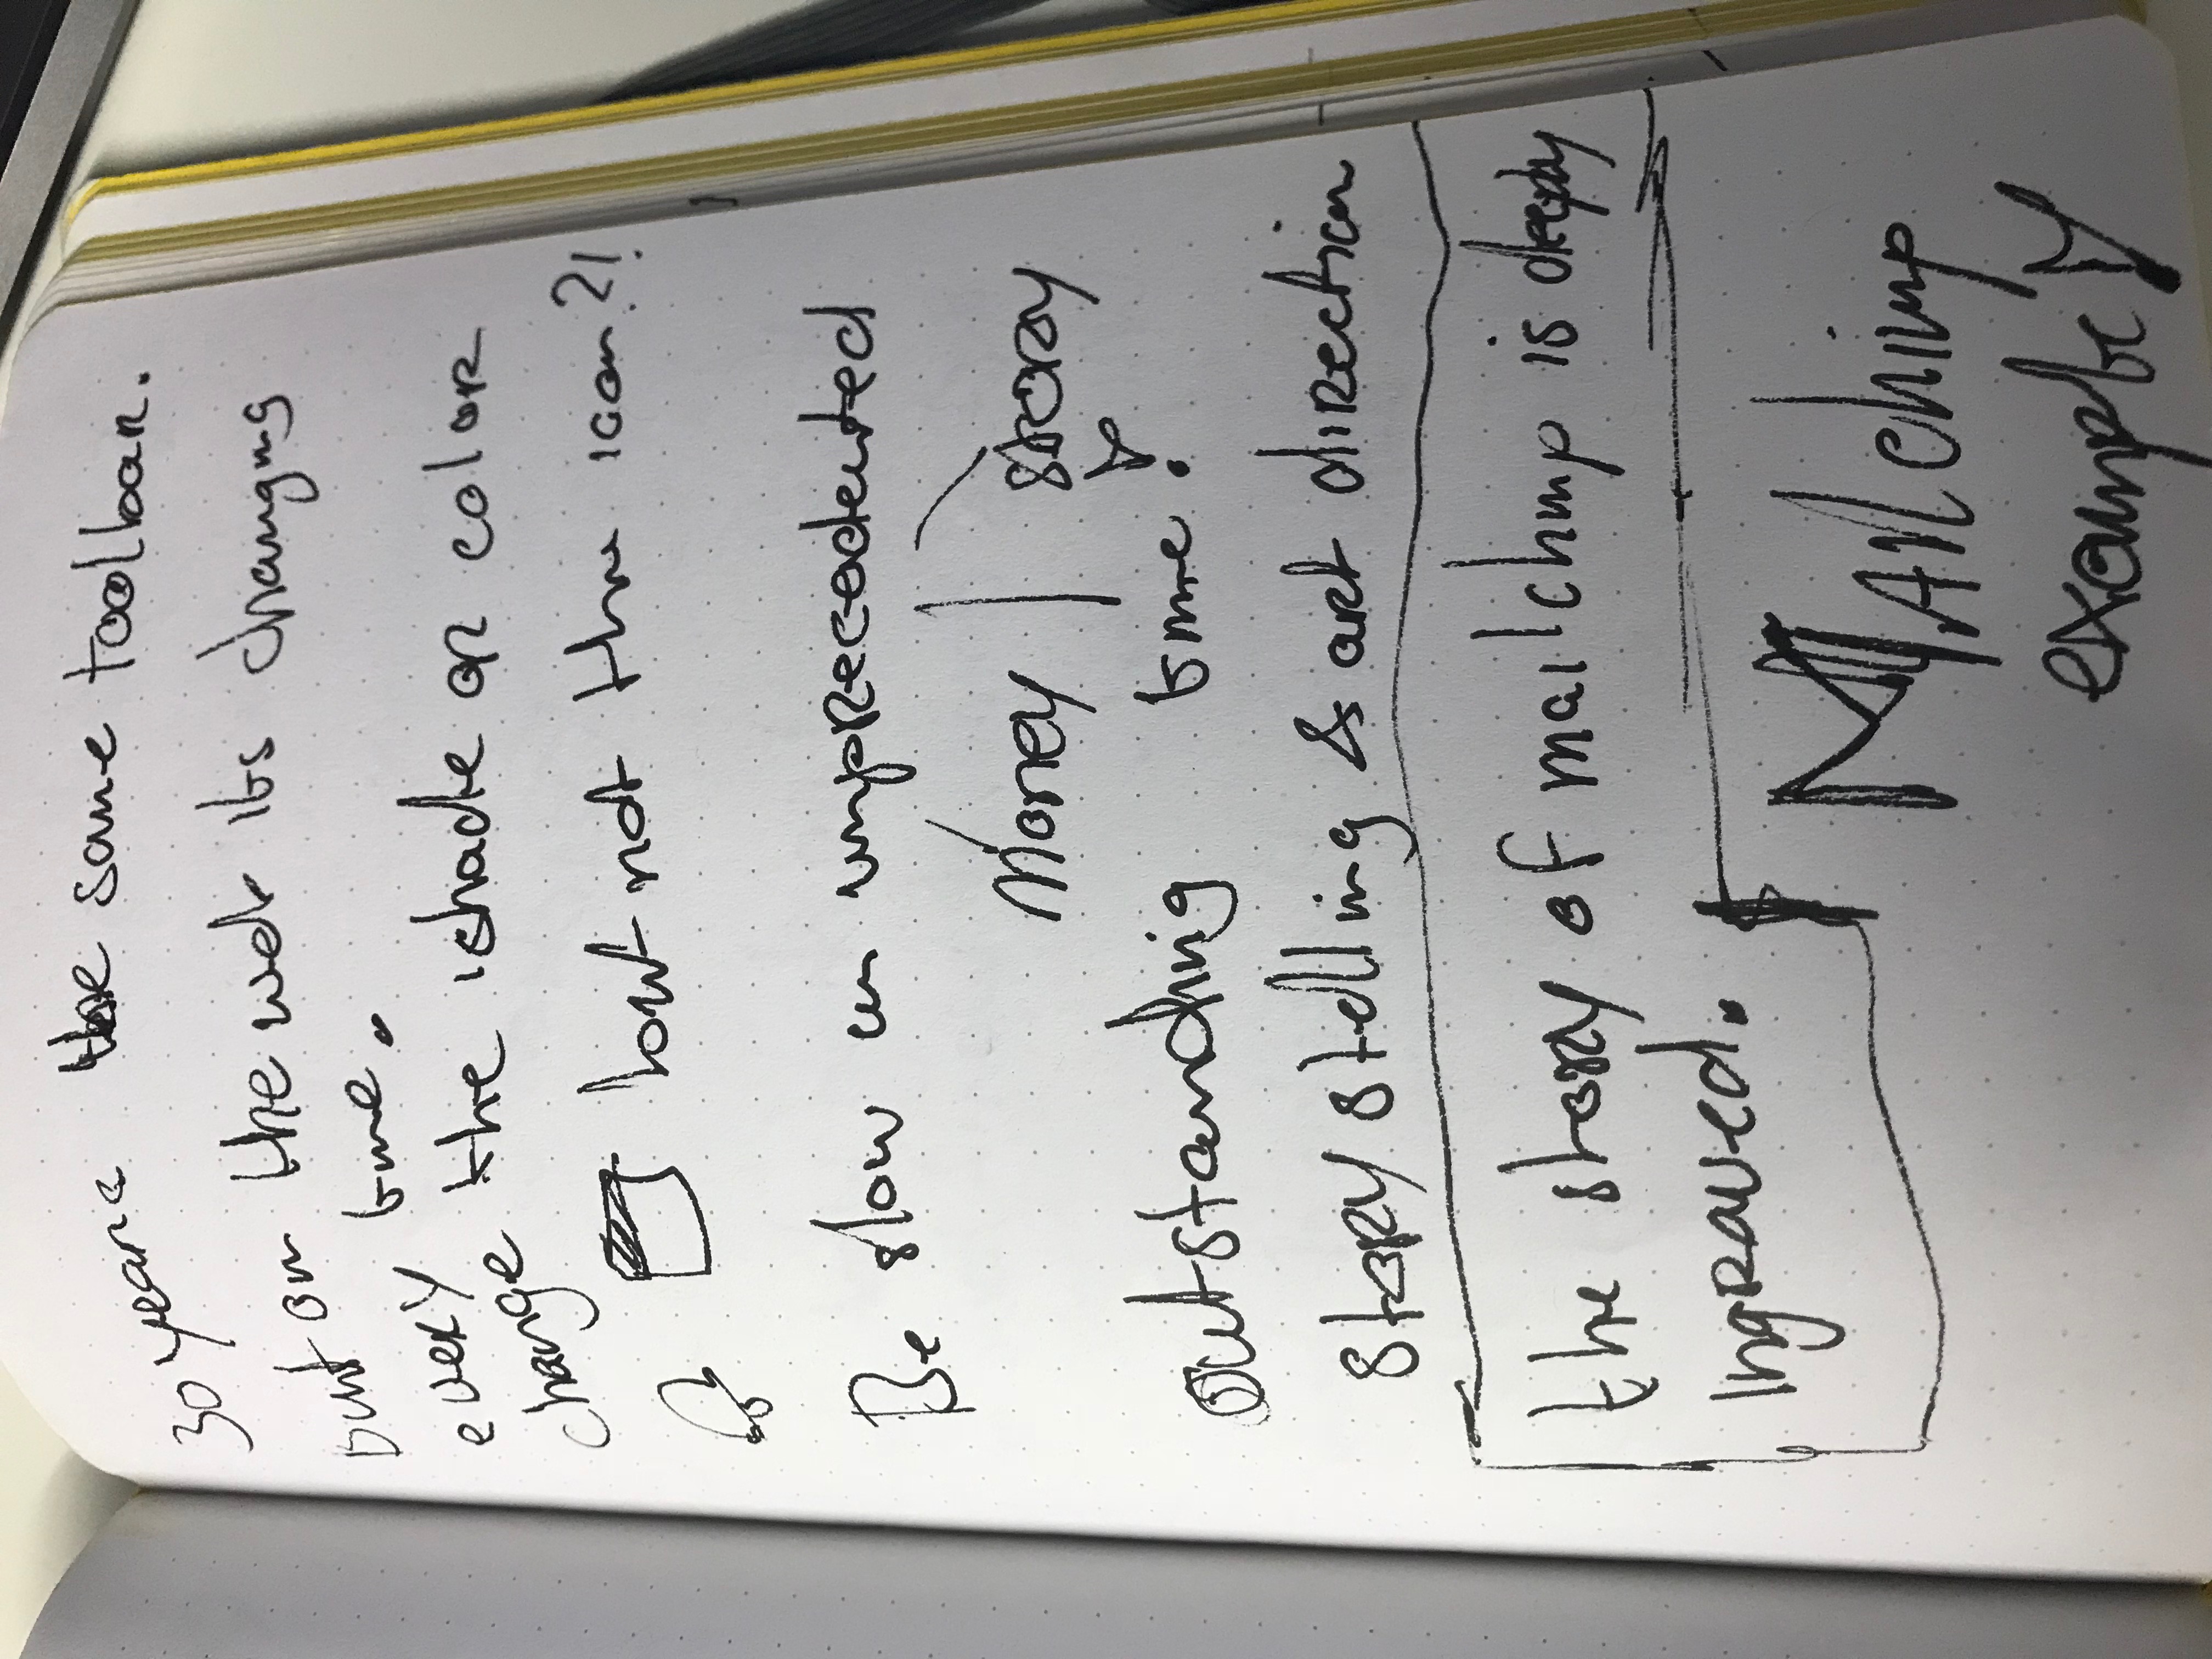 30 years the same toolbar.
But on the web its changing
every time.
change the shade or color
but not the icon?!
Be slow in unprecedented
Money story
outstanding time!
story stelling & art direction
the story of mailchimp is deeply
Ingraved.
MAilchimp
example!